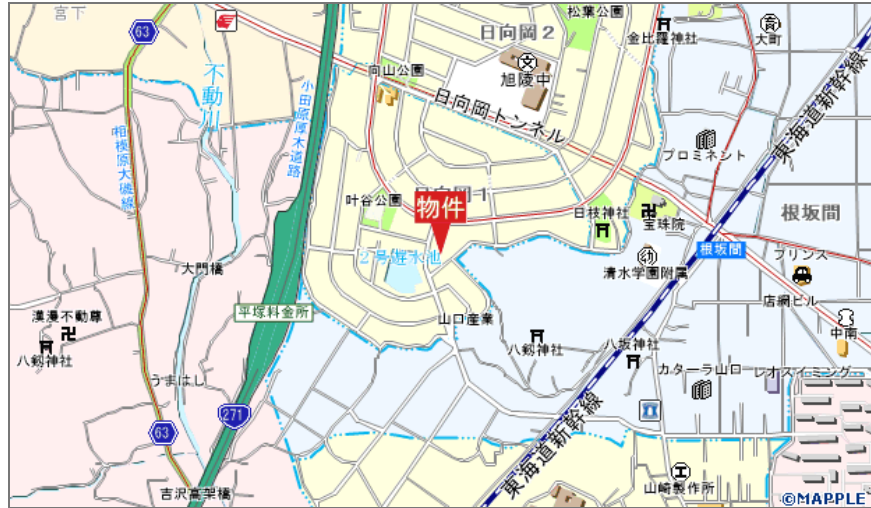 宮下
63
不動川
小田原厚木道路
相模原大磯線
向山公園
日向岡2
松葉公園
旭陵中
文
金比羅神社
育
大町
日向岡トンネル
東海道新幹線
プロミネント
叶谷公園
日向岡1
物件
日枝神社
宝珠院
根坂間
根坂間
2号遊水池
幼
清水学園附属
プリンス
店網ビル
大門橋
平塚料金所
山口産業
中南
八剱神社
八坂神社
八剱神社
うまはし
カターラ山口
レオスイミング
271
63
東海道新幹線
吉沢高架橋
山崎製作所
©MAPPLE